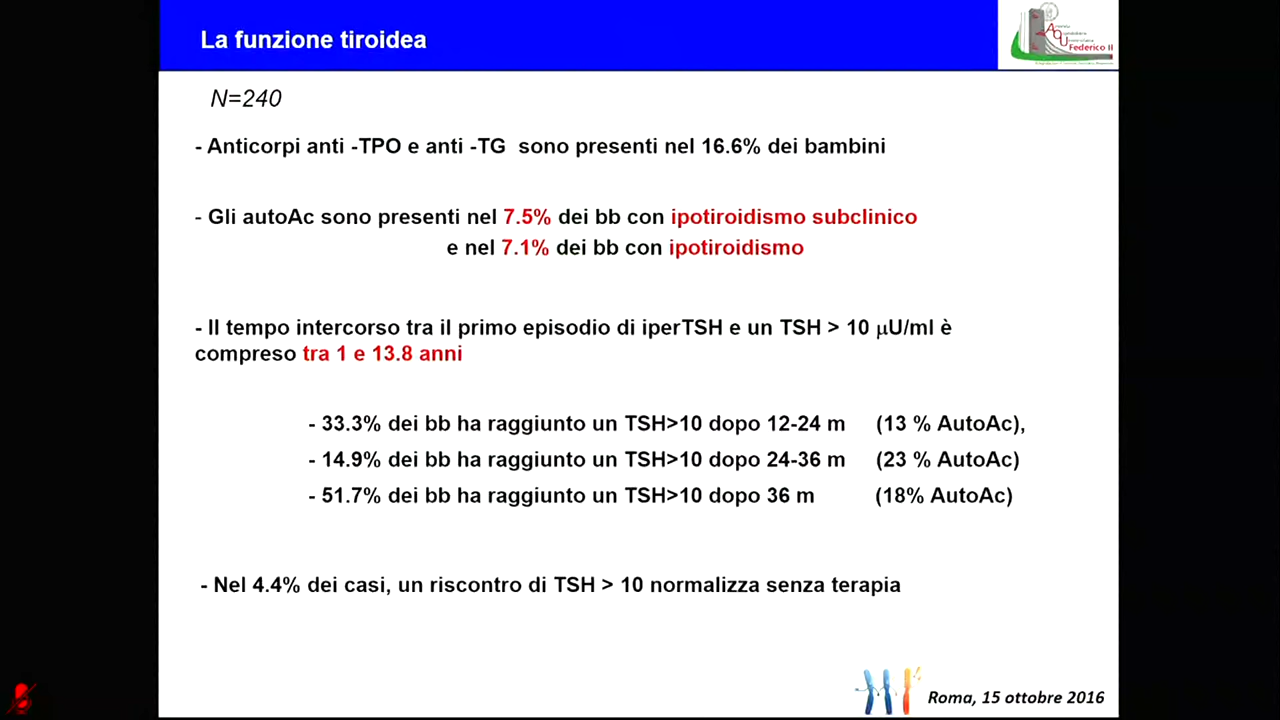 La funzione tiroidea
AOU
Federico II
N=240
- Anticorpi anti -TPO e anti -TG sono presenti nel 16.6% dei bambini
- Gli autoAc sono presenti nel 7.5% dei bb con ipotiroidismo subclinico
e nel 7.1% dei bb con ipotiroidismo
- Il tempo intercorso tra il primo episodio di iperTSH e un TSH > 10 µU/ml è
compreso tra 1 e 13.8 anni
- 33.3% dei bb ha raggiunto un TSH>10 dopo 12-24 m (13 % AutoAc),
- 14.9% dei bb ha raggiunto un TSH>10 dopo 24-36 m (23 % AutoAc)
- 51.7% dei bb ha raggiunto un TSH>10 dopo 36 m (18% AutoAc)
- Nel 4.4% dei casi, un riscontro di TSH > 10 normalizza senza terapia
Roma, 15 ottobre 2016